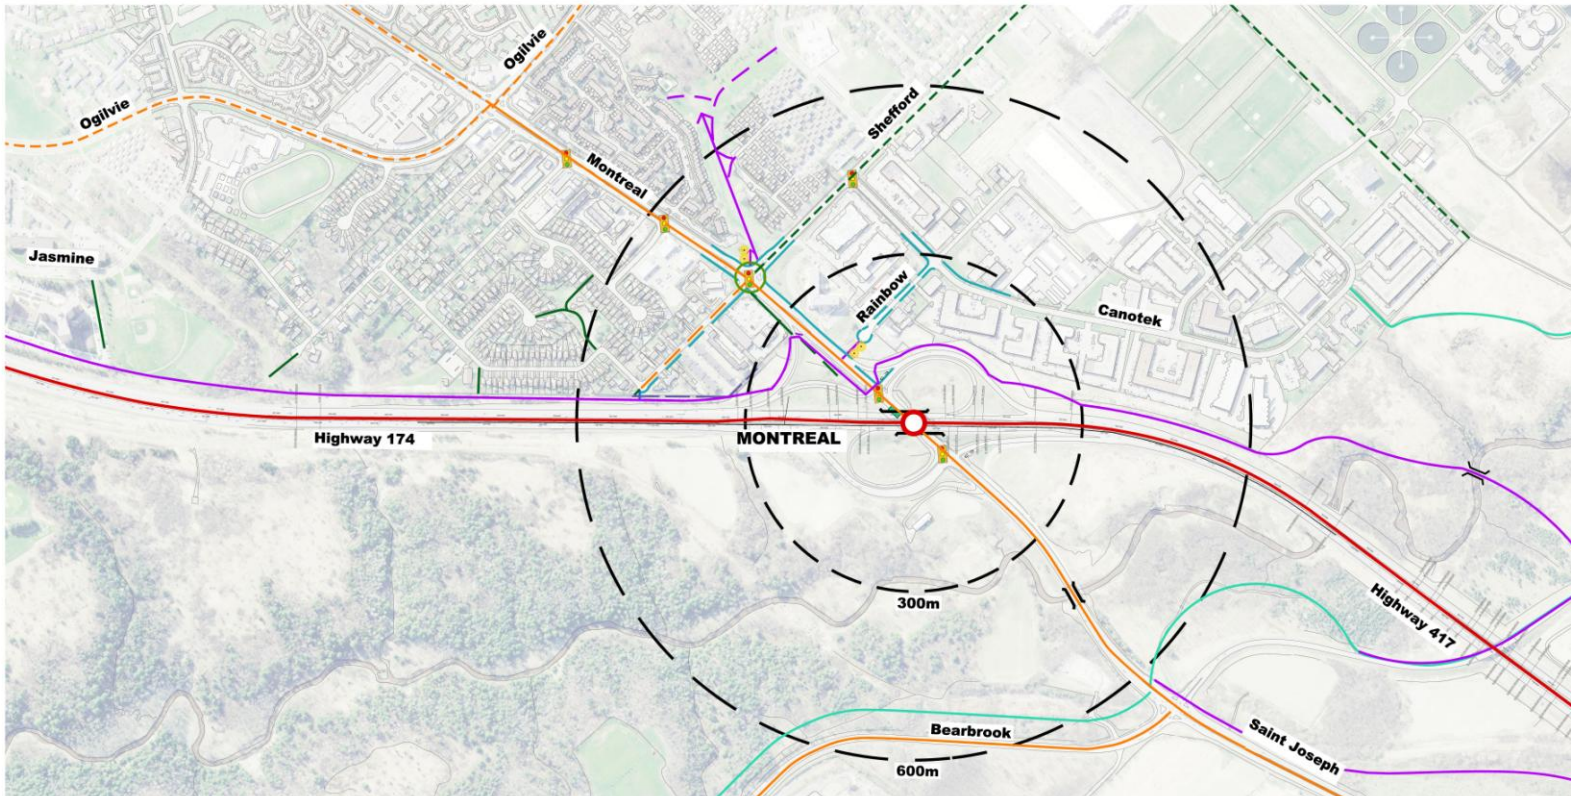 Ogilvie
Ogilvie
Shefford
Montreal
Jasmine
Rainbow
Canotek
Highway 174
MONTREAL
300m
Highway 417
Bearbrook
Saint Joseph
600m